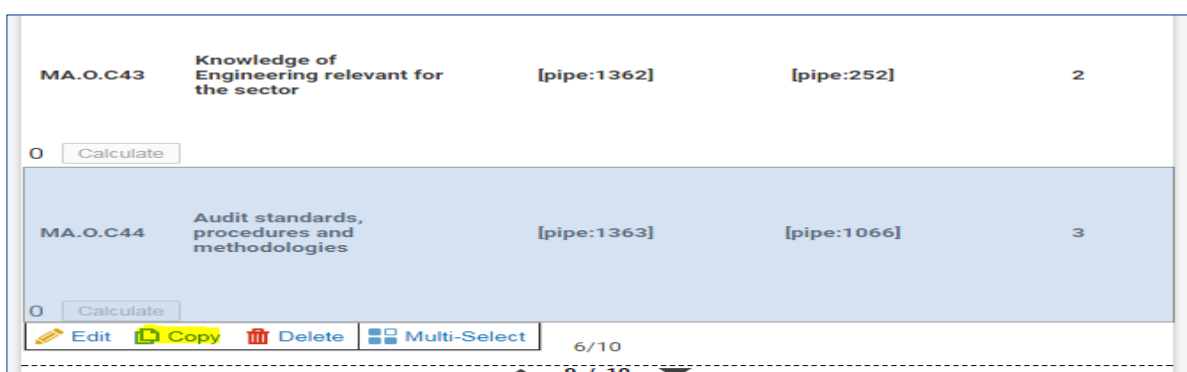 Knowledge of
MA.O.C43 Engineering relevant for [pipe:1362] [pipe:252] 2
the sector
0 Calculate
Audit standards,
MA.O.C44 procedures and [pipe:1363] [pipe:1066] 3
methodologies
0 Calculate
Edit Copy Delete Multi-Select
6/10